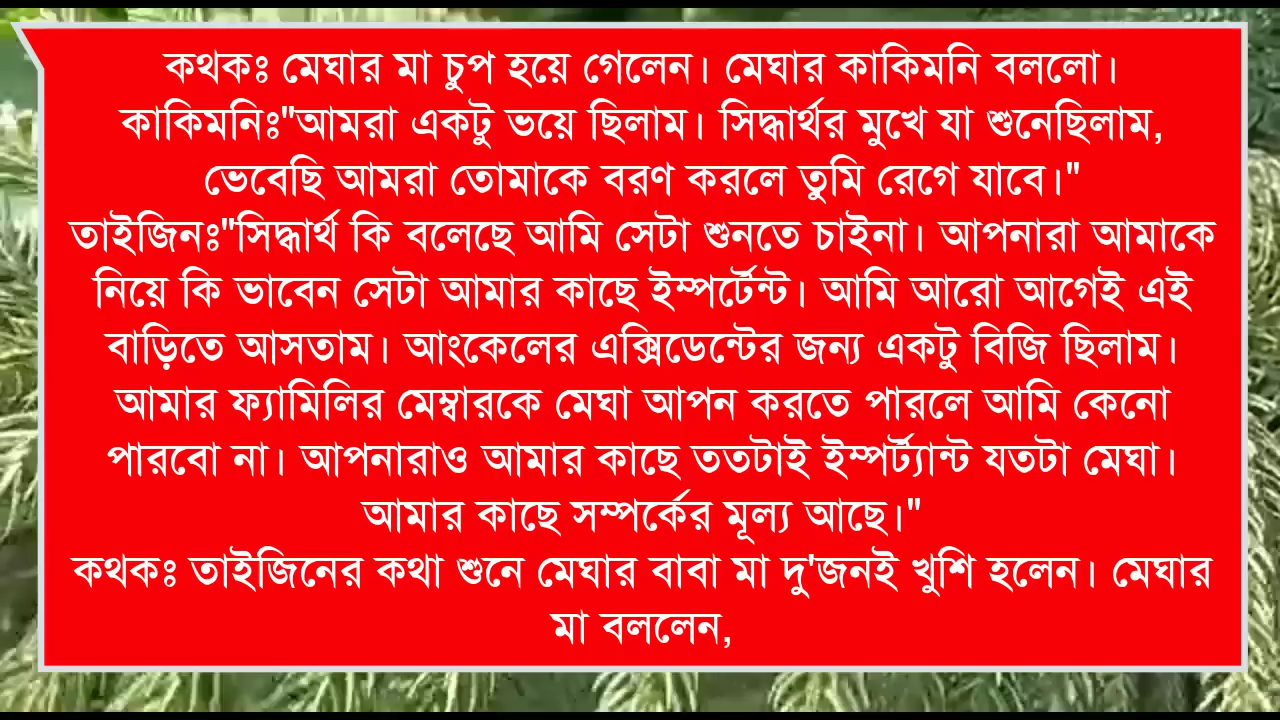 কথকঃ মেঘার মা চুপ হয়ে গেলেন। মেঘার কাকিমনি বললো।
কাকিমনিঃ"আমরা একটু ভয়ে ছিলাম। সিদ্ধার্থর মুখে যা শুনেছিলাম,
ভেবেছি আমরা তোমাকে বরণ করলে তুমি রেগে যাবে।"
তাইজিনঃ"সিদ্ধার্থ কি বলেছে আমি সেটা শুনতে চাইনা। আপনারা আমাকে
নিয়ে কি ভাবেন সেটা আমার কাছে ইম্পর্টেন্ট। আমি আরো আগেই এই
বাড়িতে আসতাম। আংকেলের এক্সিডেন্টের জন্য একটু বিজি ছিলাম।
আমার ফ্যামিলির মেম্বারকে মেঘা আপন করতে পারলে আমি কেনো
পারবো না। আপনারাও আমার কাছে ততটাই ইম্পর্ট্যান্ট যতটা মেঘা।
আমার কাছে সম্পর্কের মূল্য আছে।"
কথকঃ তাইজিনের কথা শুনে মেঘার বাবা মা দু'জনই খুশি হলেন। মেঘার
মা বললেন,